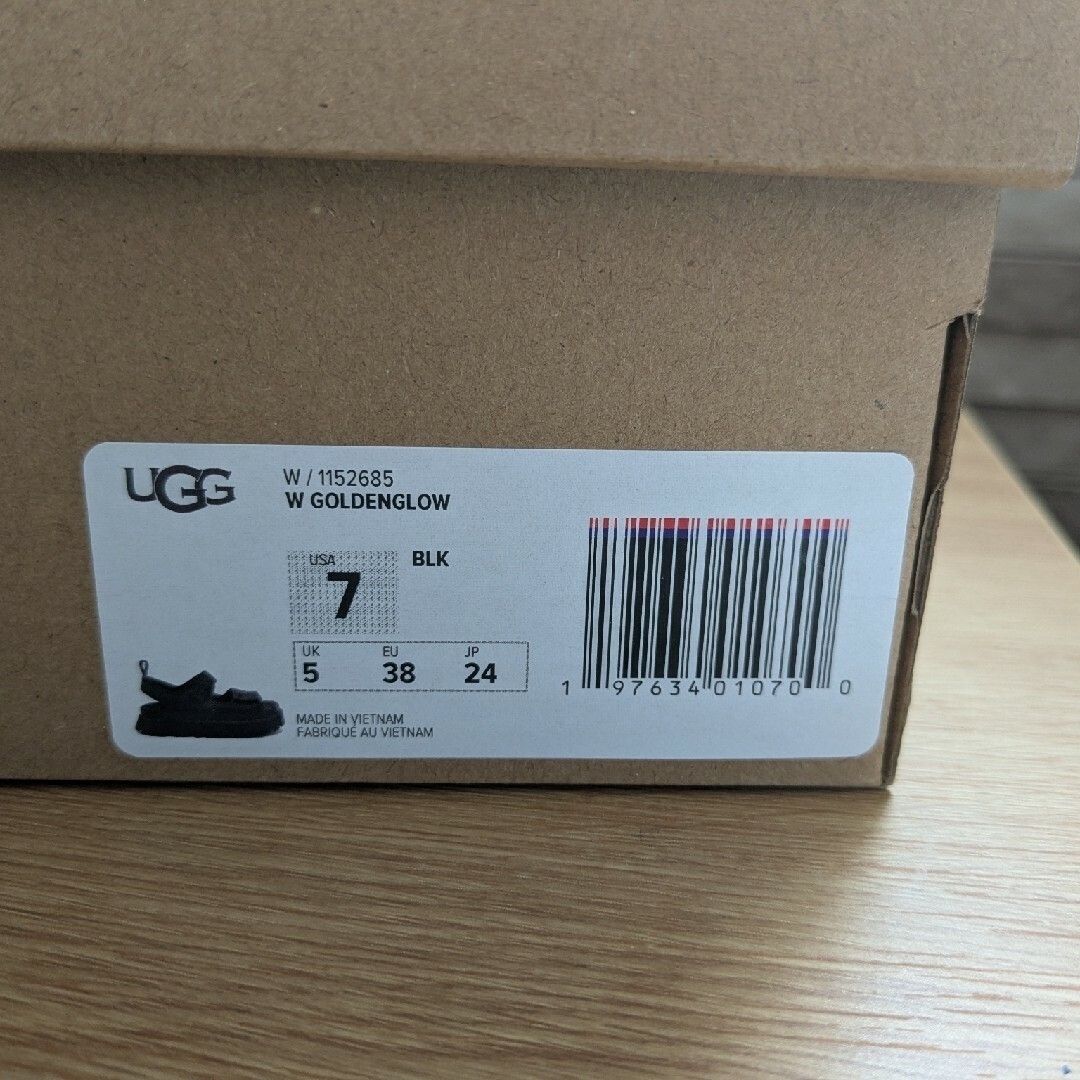 UGG
W / 1152685
W GOLDENGLOW
USA
7
BLK
UK EU JP
5 38 24
MADE IN VIETNAM
FABRIQUÉ AU VIETNAM
1 97634 01070 0